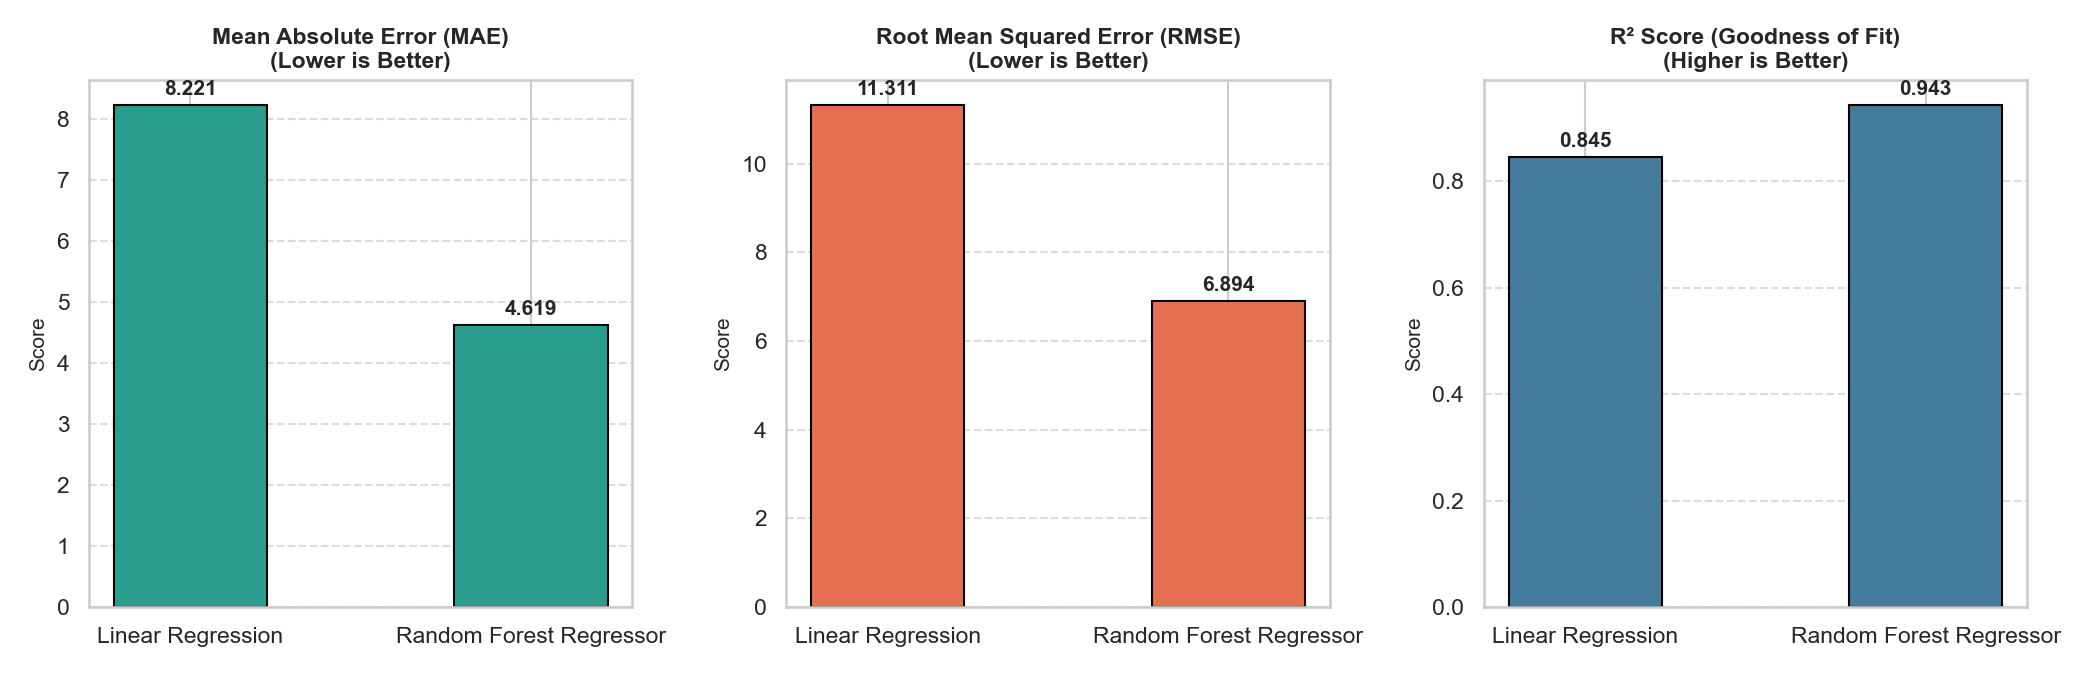 Mean Absolute Error (MAE)
(Lower is Better)
8.221
4.619
8
7
6
5
4
3
2
1
0
Score
Linear Regression
Random Forest Regressor
Root Mean Squared Error (RMSE)
(Lower is Better)
11.311
6.894
10
8
6
4
2
0
Score
Linear Regression
Random Forest Regressor
R² Score (Goodness of Fit)
(Higher is Better)
0.845
0.943
0.8
0.6
0.4
0.2
0.0
Score
Linear Regression
Random Forest Regressor